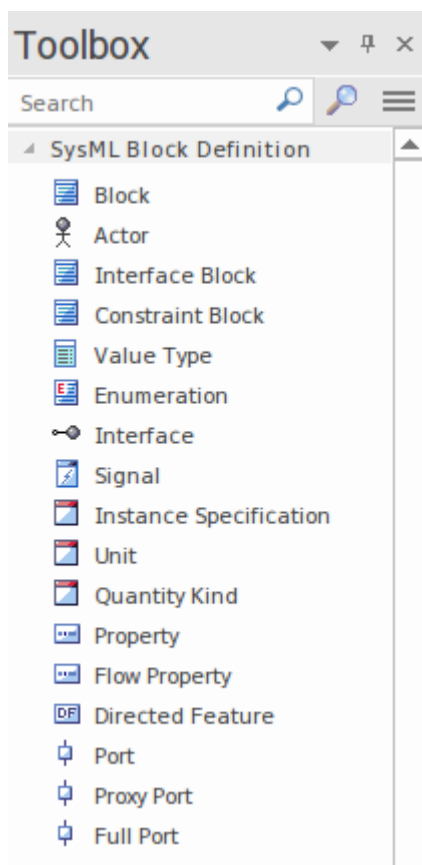 Toolbox
Search
SysML Block Definition
Block
Actor
Interface Block
Constraint Block
Value Type
E Enumeration
Interface
Signal
Instance Specification
Unit
Quantity Kind
Property
Flow Property
DF Directed Feature
Port
Proxy Port
Full Port